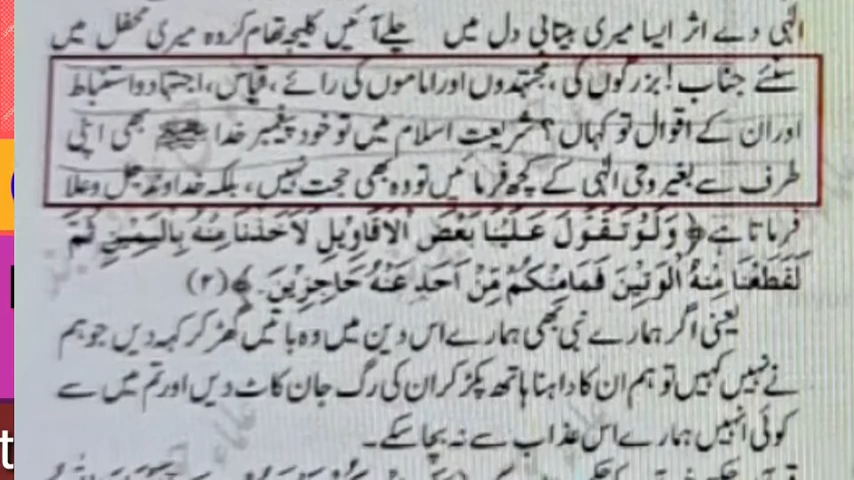 الٰہی دے اثر ایسا میری بیتابی دل میں چلے آئیں کلیجہ تھام کر وہ میری محفل میں
سنئے جناب! بزرگوں کی، مجتہدوں اور اماموں کی رائے، قیاس، اجتہاد و استنباط
اور ان کے اقوال تو کہاں؟ شریعت اسلام میں تو خود پیغمبر خدا ﷺ بھی اپنی
طرف سے بغیر وحی الٰہی کے کچھ فرمائیں تو وہ بھی حجت نہیں، بلکہ خداوند جل وعلا
فرماتا ہے ﴿وَلَوْ تَقَوَّلَ عَلَيْنَا بَعْضَ الْاَقَاوِيْلِ لَاَخَذْنَا مِنْهُ بِالْيَمِيْنِ ثُمَّ
لَقَطَعْنَا مِنْهُ الْوَتِيْنَ فَمَا مِنْكُمْ مِّنْ اَحَدٍ عَنْهُ حَاجِزِيْنَ۔﴾(۲)
یعنی اگر ہمارے نبی بھی ہمارے اس دین میں وہ باتیں گھڑ کر کہہ دیں جو ہم
نے نہیں کہیں تو ہم ان کا داہنا ہاتھ پکڑ کر ان کی رگ جان کاٹ دیں اور تم میں سے
کوئی انہیں ہمارے اس عذاب سے نہ بچا سکے۔
t